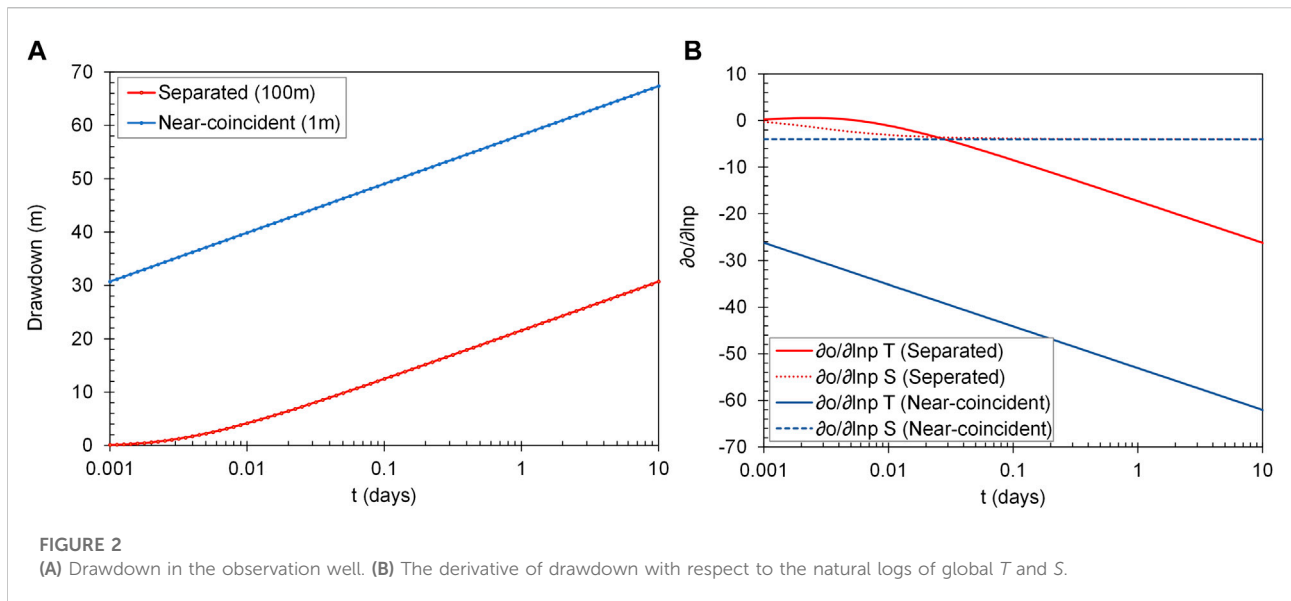 A
70
60
50
40
30
20
10
0
Drawdown (m)
Separated (100m)
Near-coincident (1m)
0.001
0.01
0.1
1
10
t (days)
B
10
0
-10
-20
-30
-40
-50
-60
-70
∂o/∂lnp
∂o/∂lnp T (Separated)
∂o/∂lnp S (Seperated)
∂o/∂lnp T (Near-coincident)
∂o/∂lnp S (Near-coincident)
0.001
0.01
0.1
1
10
t (days)
FIGURE 2
(A) Drawdown in the observation well. (B) The derivative of drawdown with respect to the natural logs of global T and S.